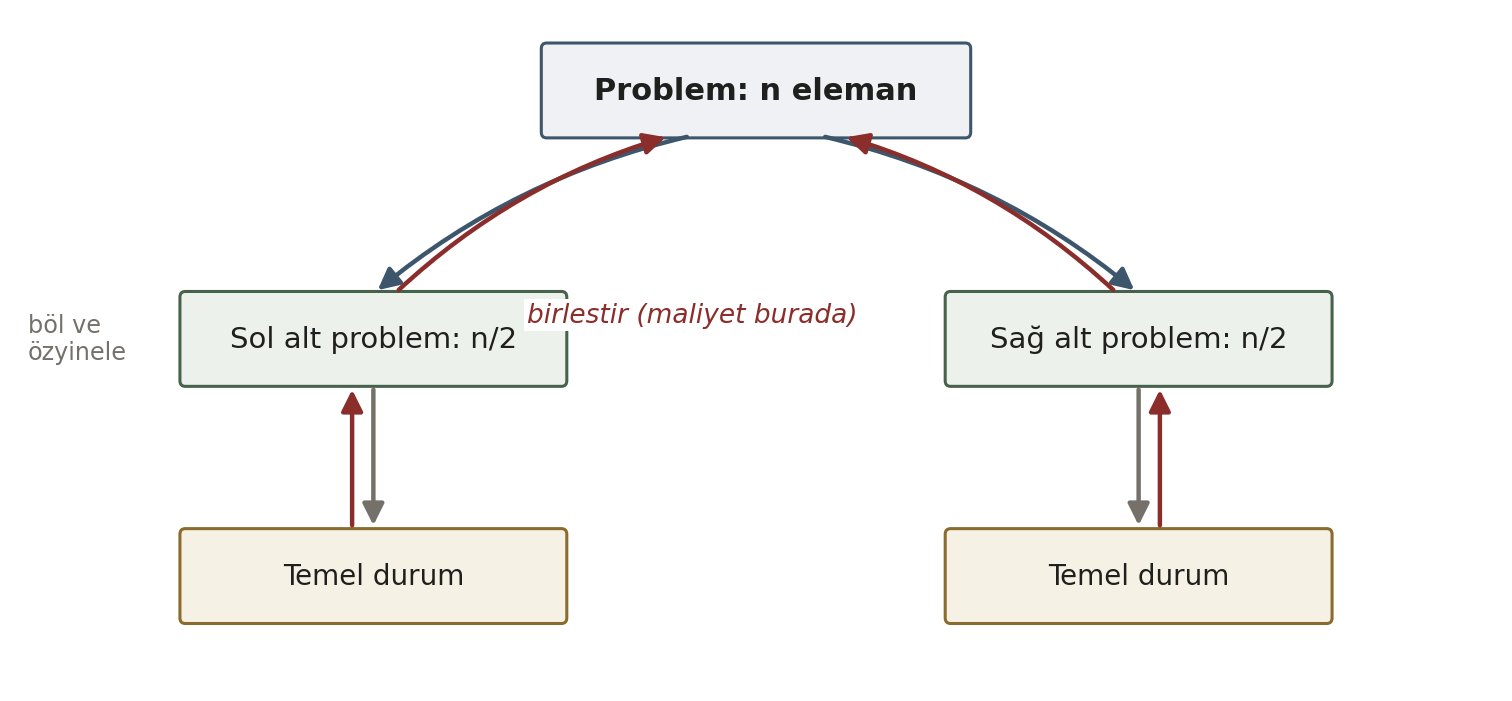 Problem: n eleman
birlestir (maliyet burada)
böl ve
özyinele
Sol alt problem: n/2
Sağ alt problem: n/2
Temel durum
Temel durum